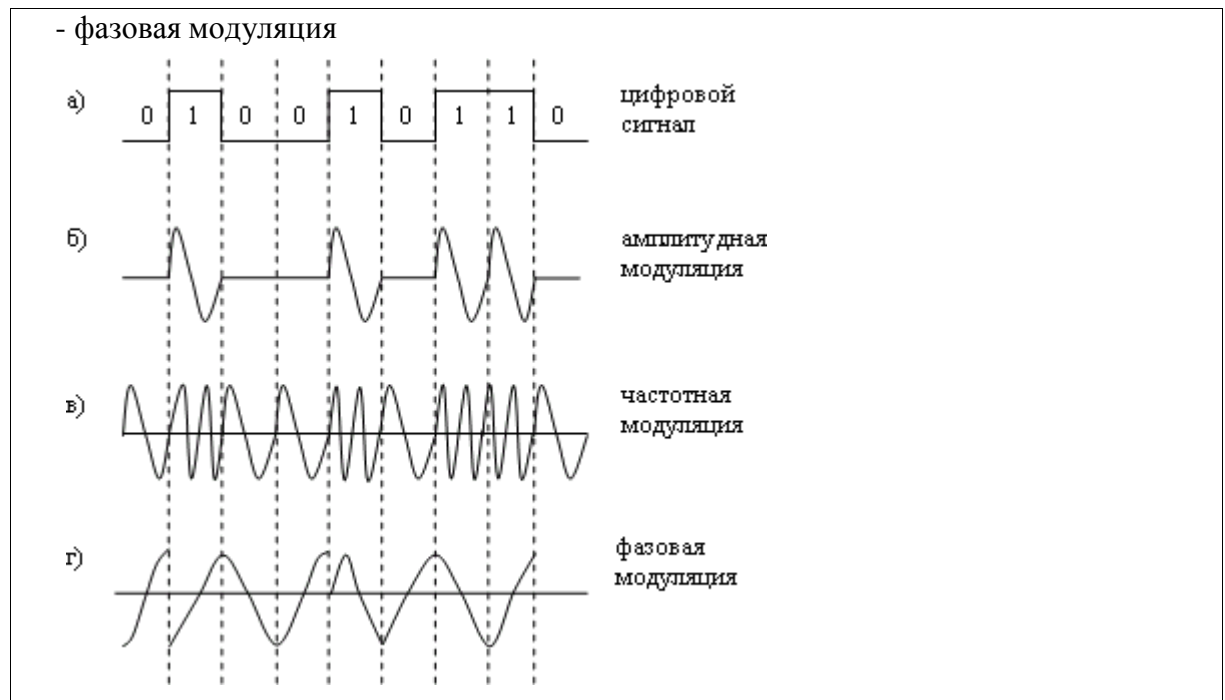 - фазовая модуляция
а) 0 1 0 0 1 0 1 1 0 цифровой
сигнал
б) амплитудная
модуляция
в) частотная
модуляция
г) фазовая
модуляция